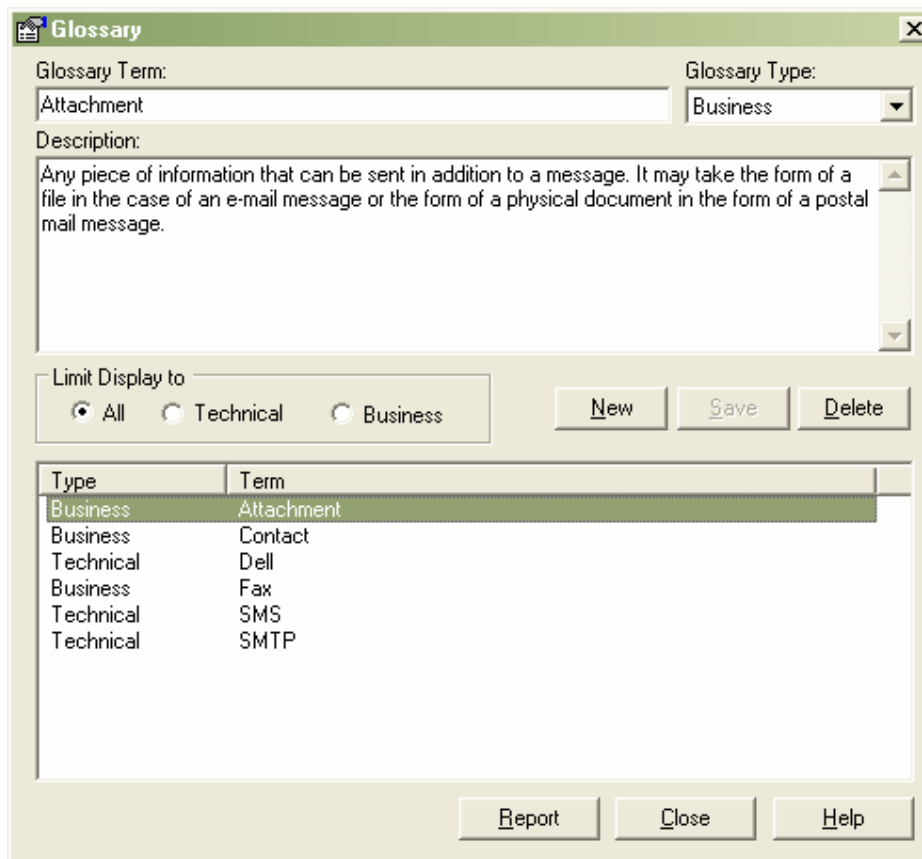 Glossary
Glossary Term: Glossary Type:
Attachment Business
Description:
Any piece of information that can be sent in addition to a message. It may take the form of a
file in the case of an e-mail message or the form of a physical document in the form of a postal
mail message.
Limit Display to
All Technical Business New Save Delete
Type Term
Business Attachment
Business Contact
Technical Dell
Business Fax
Technical SMS
Technical SMTP
Report Close Help